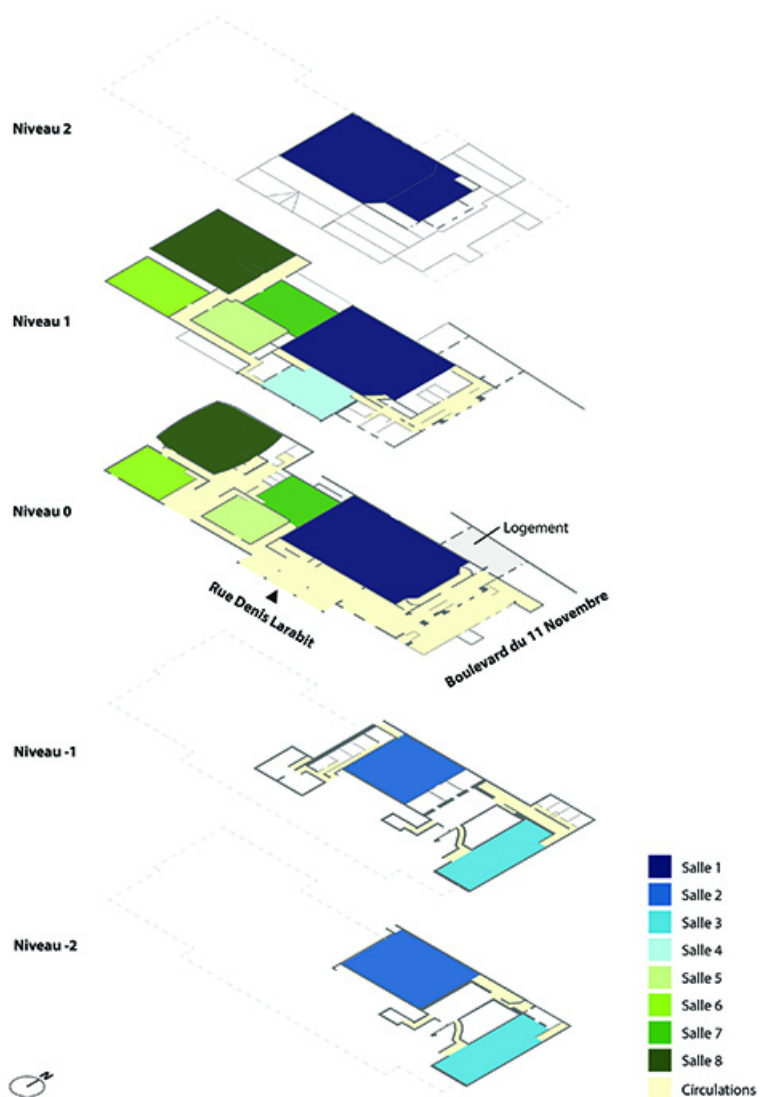 Niveau 2
Niveau 1
Niveau 0
Logement
Rue Denis Larabit
Boulevard du 11 Novembre
Niveau -1
Niveau -2
Salle 1
Salle 2
Salle 3
Salle 4
Salle 5
Salle 6
Salle 7
Salle 8
Circulations
N